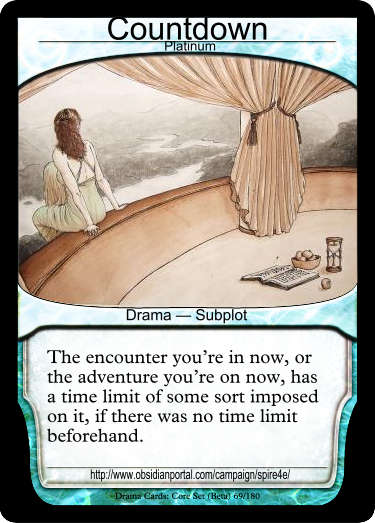 Countdown
Platinum
Drama — Subplot
The encounter you're in now, or
the adventure you're on now, has
a time limit of some sort imposed
on it, if there was no time limit
beforehand.
http://www.obsidianportal.com/campaign/spire4e/
Drama Cards: Core Set (Beta) 69/180